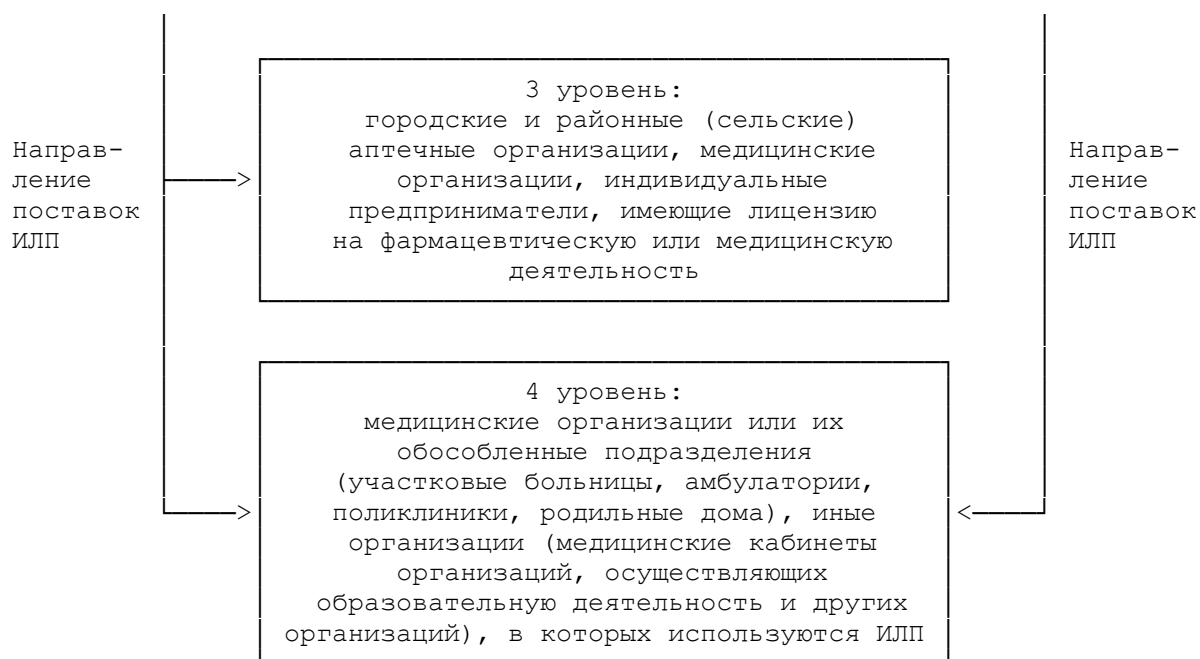 3 уровень:
городские и районные (сельские)
аптечные организации, медицинские
организации, индивидуальные
предприниматели, имеющие лицензию
на фармацевтическую или медицинскую
деятельность
Направ-
ление
поставок
ИЛП
Направ-
ление
поставок
ИЛП
4 уровень:
медицинские организации или их
обособленные подразделения
(участковые больницы, амбулатории,
поликлиники, родильные дома), иные
организации (медицинские кабинеты
организаций, осуществляющих
образовательную деятельность и других
организаций), в которых используются ИЛП